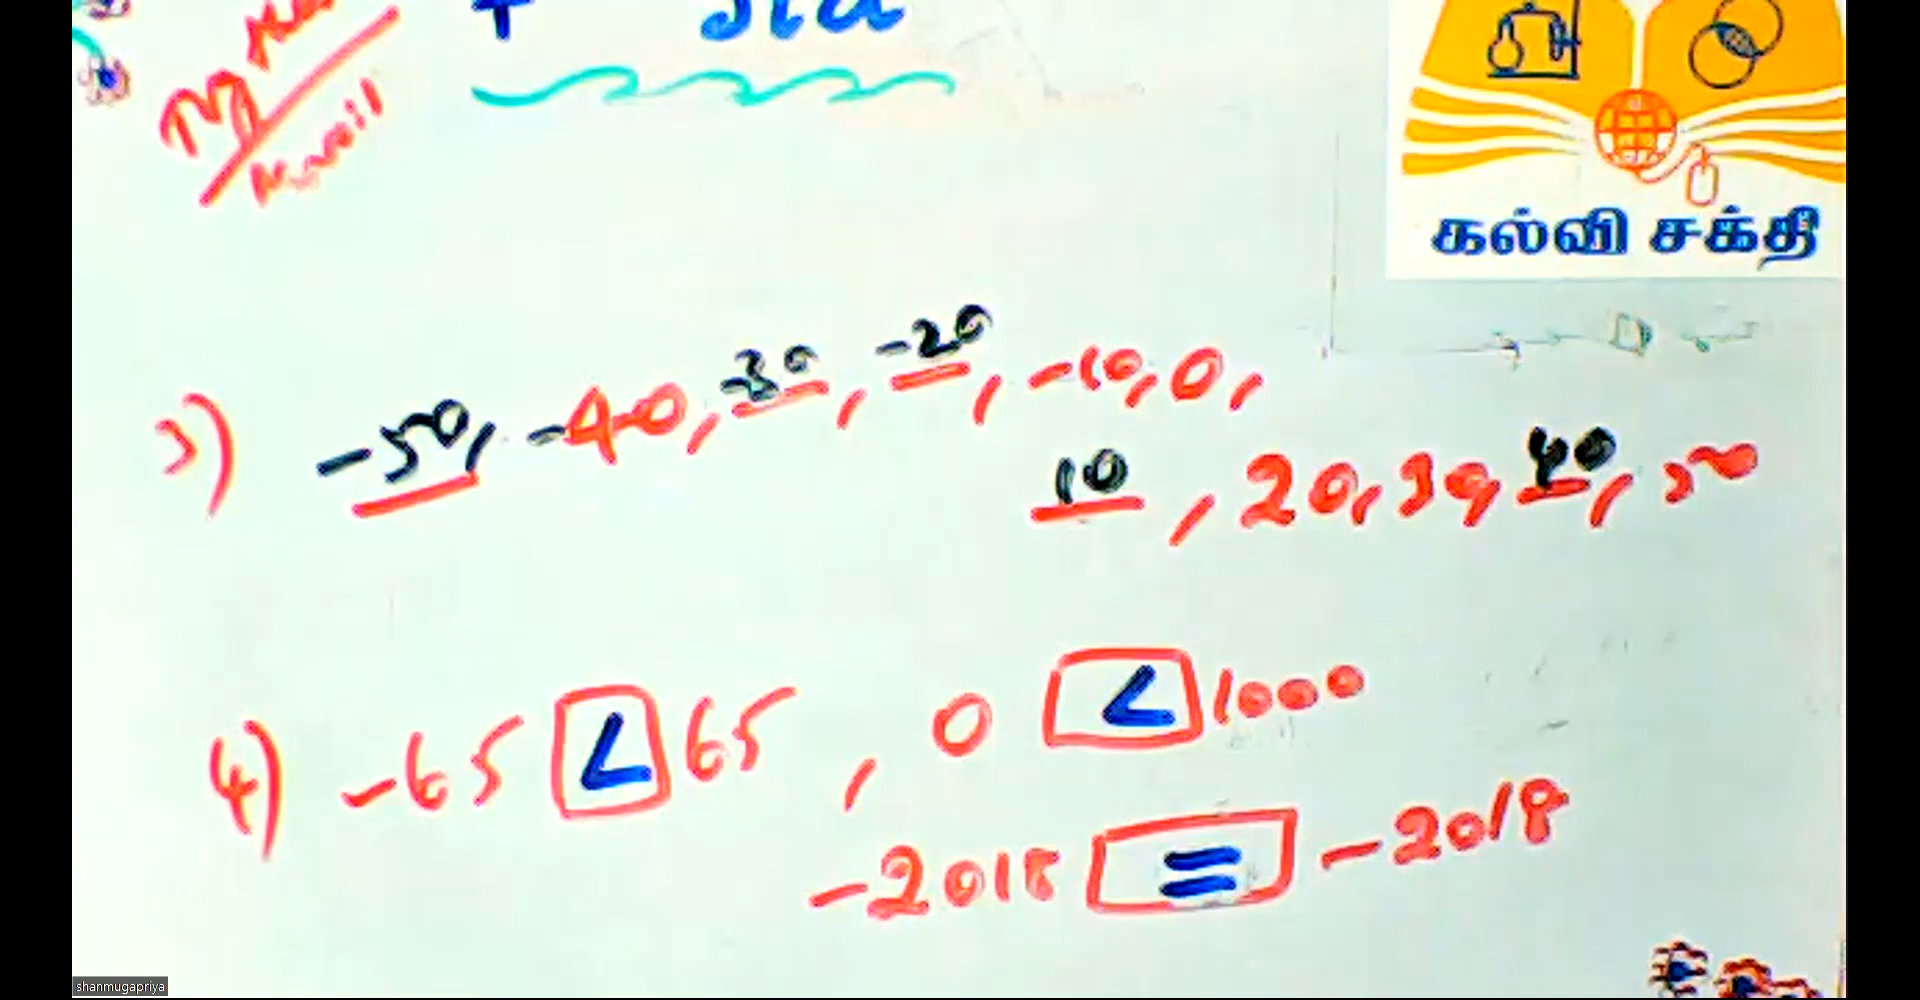 + std
கல்வி சக்தி
3) -50, -40, -30, -20, -10, 0,
10, 20, 30, 40, 50
4) -65 < 65, 0 < 1000
-2018 = -2018
shanmugapriya